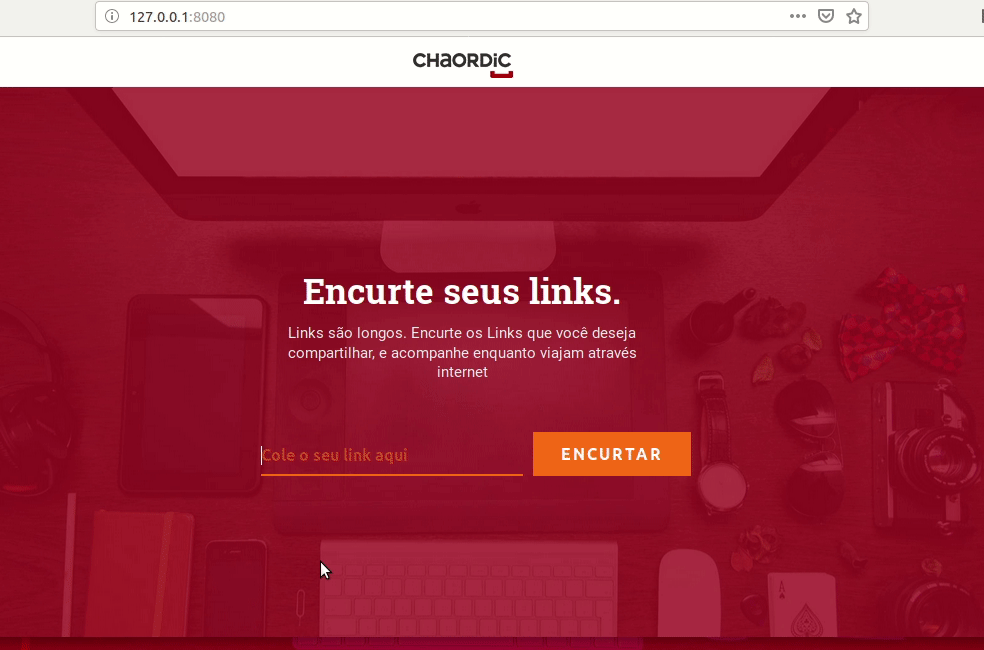 127.0.0.1:8080
CHaORDiC
Encurte seus links.
Links são longos. Encurte os Links que você deseja
compartilhar, e acompanhe enquanto viajam através
internet
Cole o seu link aqui
ENCURTAR
A